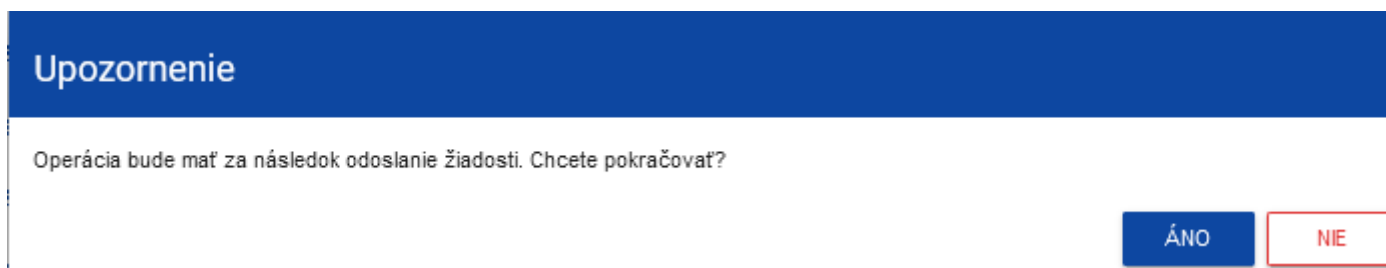 Upozornenie
Operácia bude mať za následok odoslanie žiadosti. Chcete pokračovať?
ÁNO
NIE